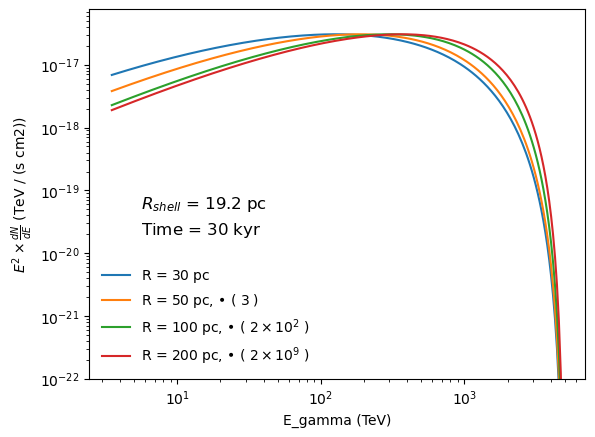 10⁻¹⁷
10⁻¹⁸
10⁻¹⁹
10⁻²⁰
10⁻²¹
10⁻²²
E² × dN/dE (TeV / (s cm2))
R_shell = 19.2 pc
Time = 30 kyr
R = 30 pc
R = 50 pc, • ( 3 )
R = 100 pc, • ( 2 × 10² )
R = 200 pc, • ( 2 × 10⁹ )
10¹ 10² 10³
E_gamma (TeV)